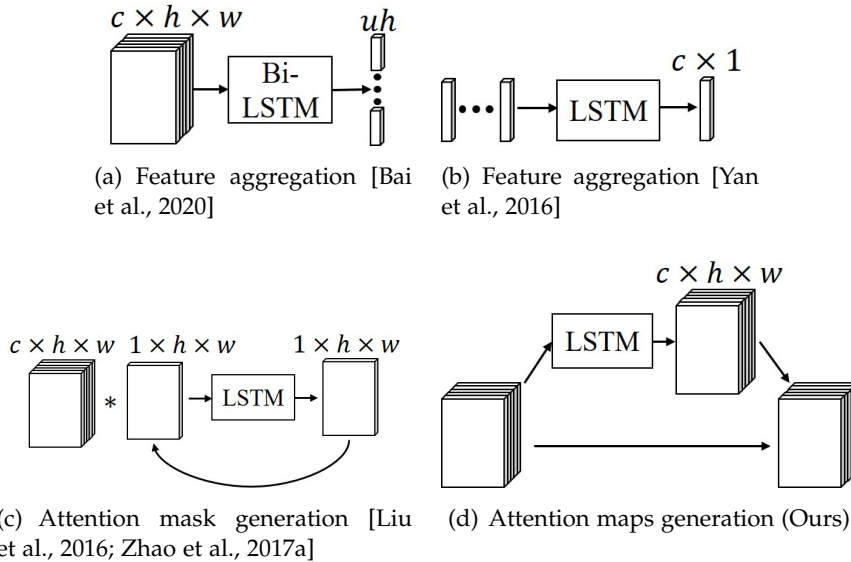 c × h × w
uh
Bi-
LSTM
(a) Feature aggregation [Bai
et al., 2020]
c × 1
LSTM
(b) Feature aggregation [Yan
et al., 2016]
c × h × w 1 × h × w 1 × h × w
* LSTM
(c) Attention mask generation [Liu
et al., 2016; Zhao et al., 2017a]
c × h × w
LSTM
(d) Attention maps generation (Ours)